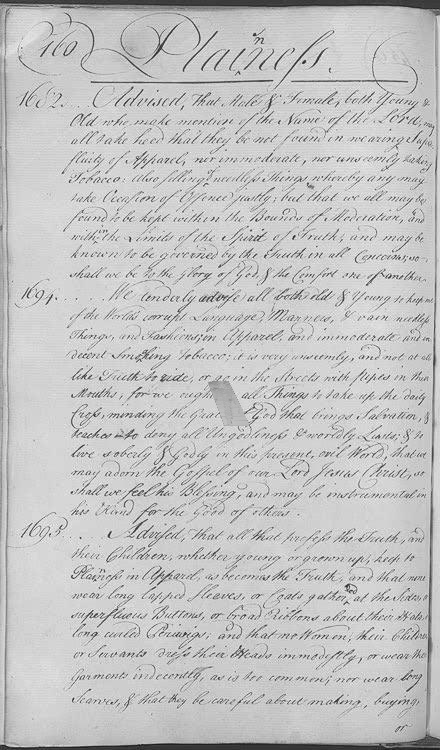 160
Plainness.
1682... Advised, that Male & Female, both Young &
Old who make mention of the Name of the Lord, may
all take heed that they be not found in wearing Supr
fluity of Apparel, nor immoderate, nor unseemly taking
Tobacco: Also selling needless Things whereby any may
take Occasion of Offence justly; but that we all may be
found to be kept within the Bounds of Moderation, and
within the Limits of the Spirit of Truth; and may be
known to be governed by the Truth in all Concerns, so
shall we be to the Glory of God, & the Comfort one of another.
1694...... We tenderly advise all both old & Young to keep out
of the World's corrupt Language, Manners, & vain needless
Things, and Fashions, in Apparel; and immoderate and in
decent Smoking Tobacco; it is very unseemly, and not at all
like Truth to ride, or go in the Streets with pipes in their
Mouths; for we ought all Things to take up the daily
Cross, minding the Grace God that brings Salvation, &
teaches to deny all Ungodliness & worldly Lusts; & to
live soberly & Godly in this present, evil World; that we
may adorn the Gospel of our Lord Jesus Christ, so
shall we feel his Blessing, and may be instrumental in
his Hand for the Good of others.
1695... Advised, that all that profess the Truth, and
their Children, whether young or grown up, keep to
Plainness in Apparel, as becomes the Truth, and that none
wear long lapped Sleeves, or Coats gathered at the Sides, or
superfluous Buttons, or broad Ribbons about their Hats, or
long curled Periwigs; and that no Women, their Children
or Servants dress their Heads immodestly, or wear their
Garments indecently, as is too common; nor wear long
Scarves; & that they be careful about making, buying,
or